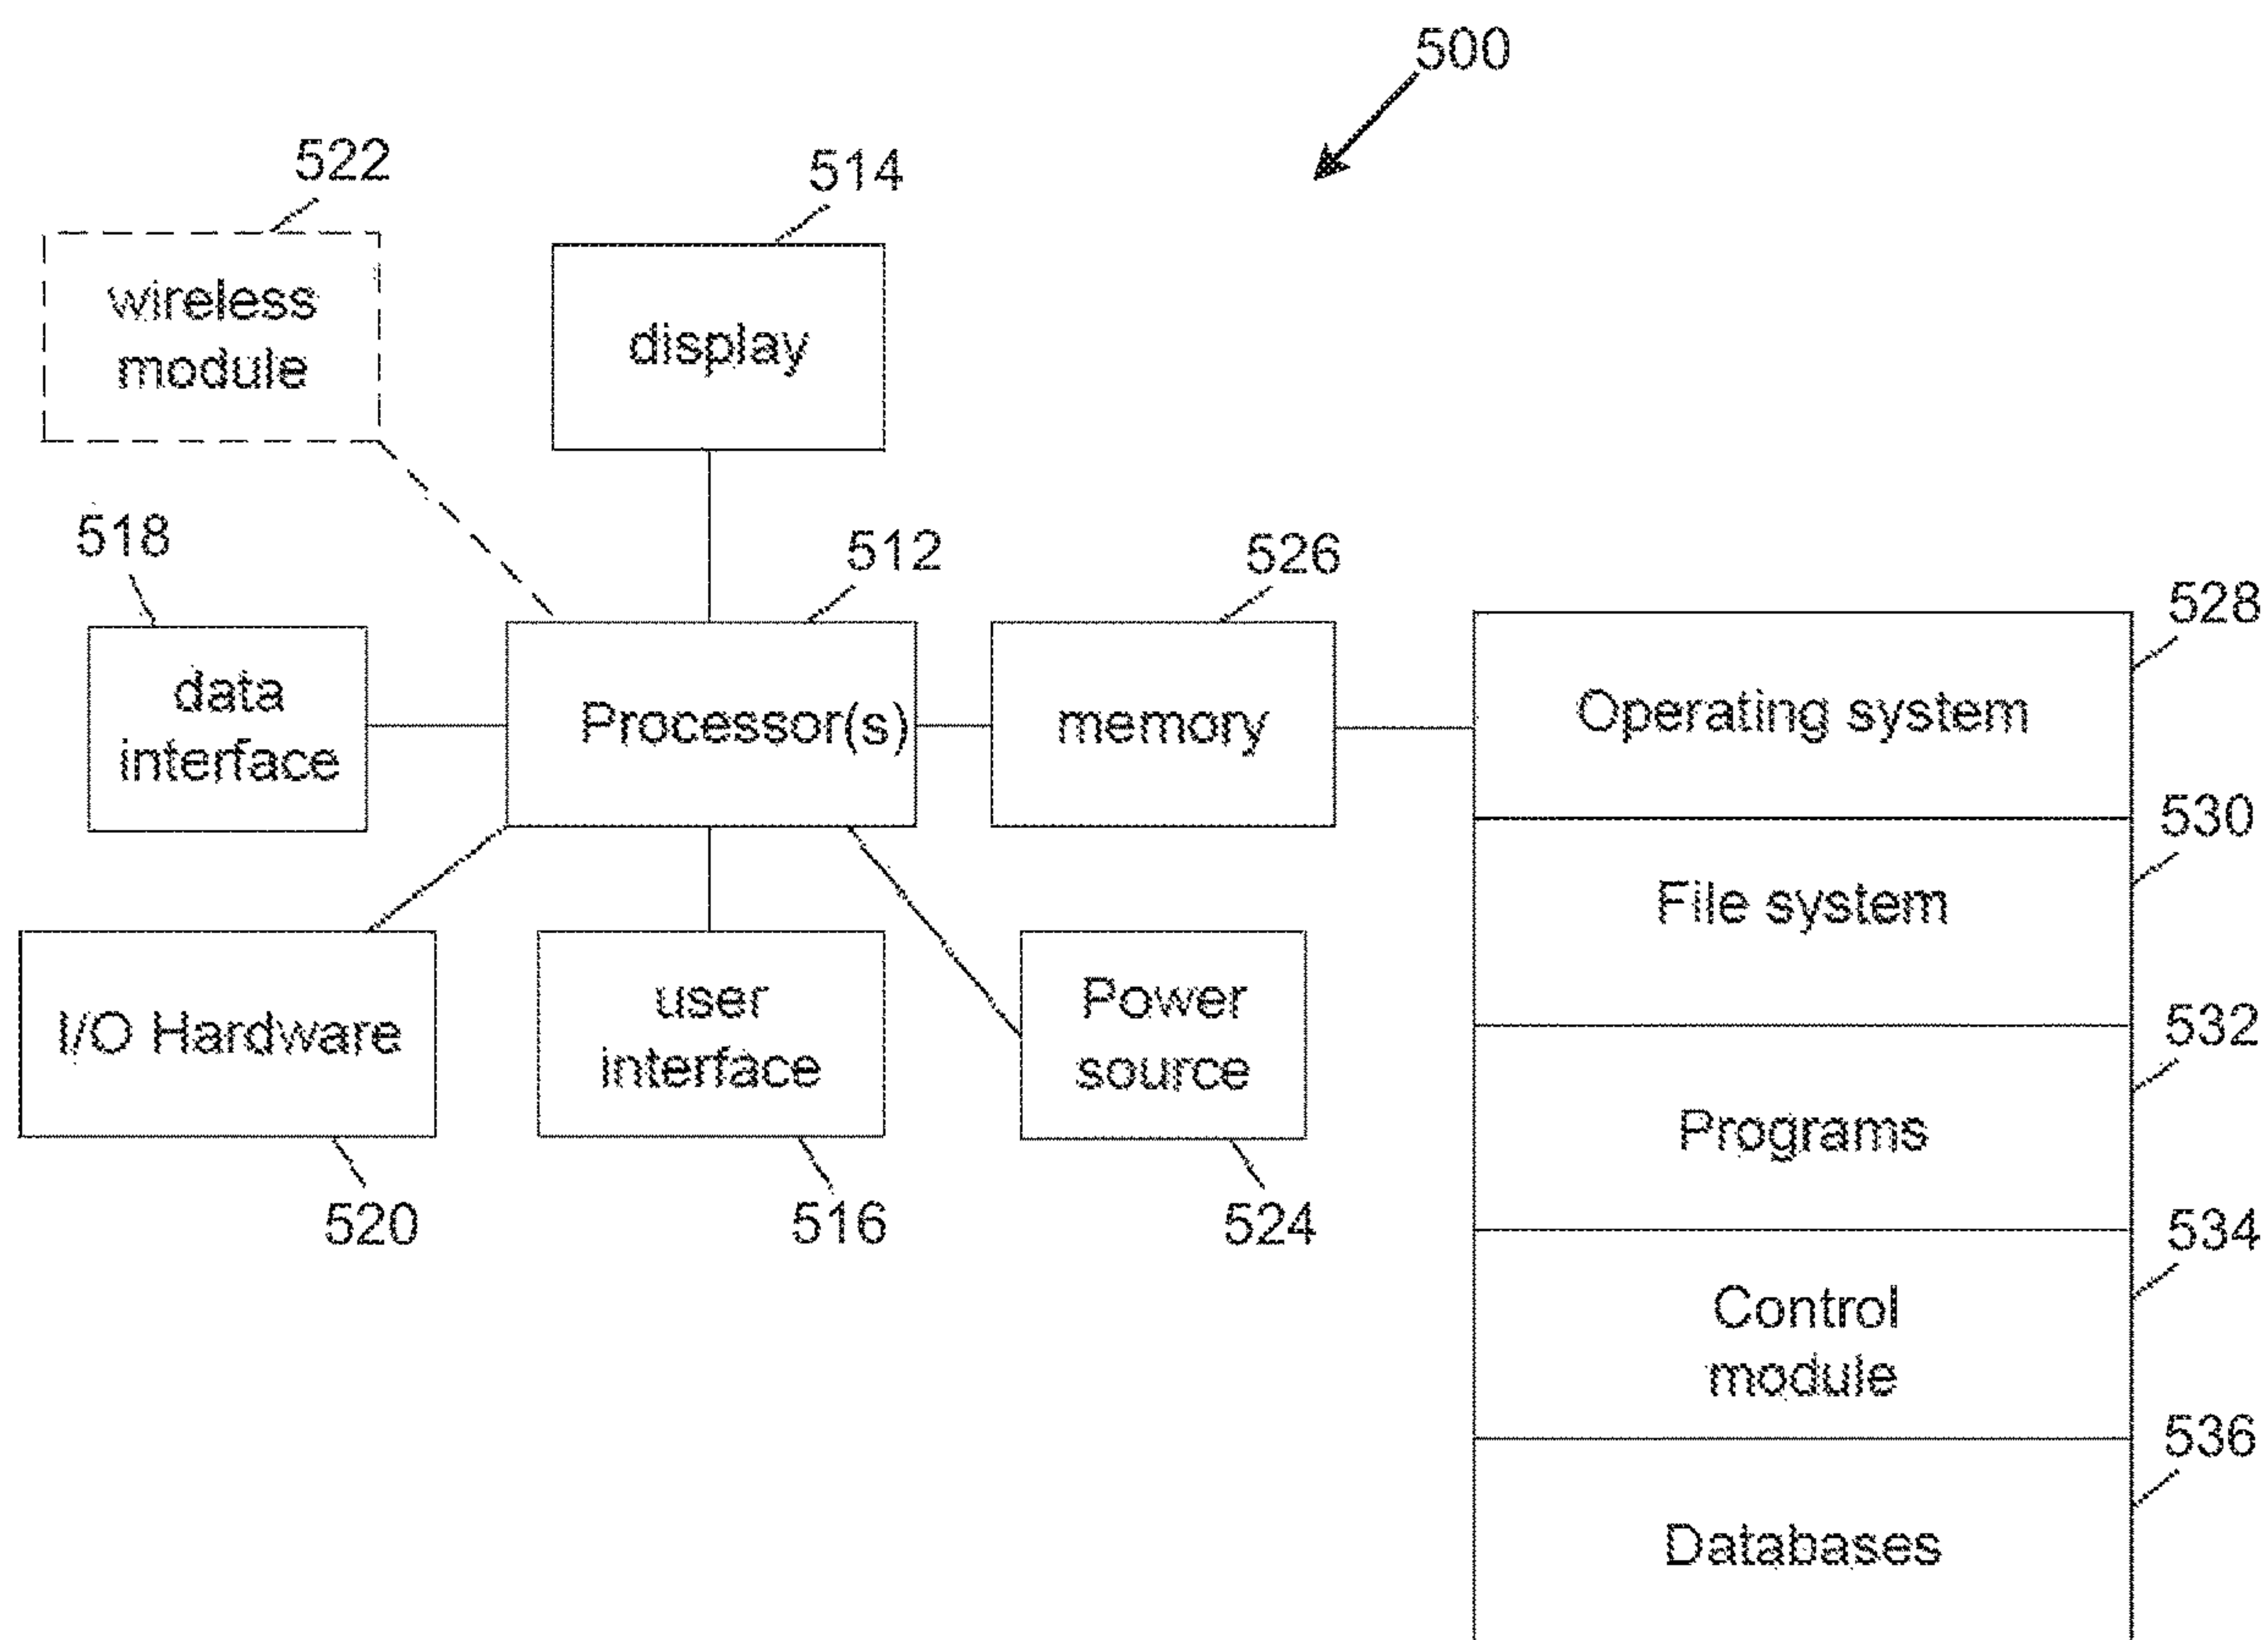 500
522
514
wireless
module
display
518
512
526
528
data
interface
Processor(s)
memory
Operating system
530
File system
I/O Hardware
user
interface
Power
source
532
Programs
520
516
524
534
Control
module
536
Databases